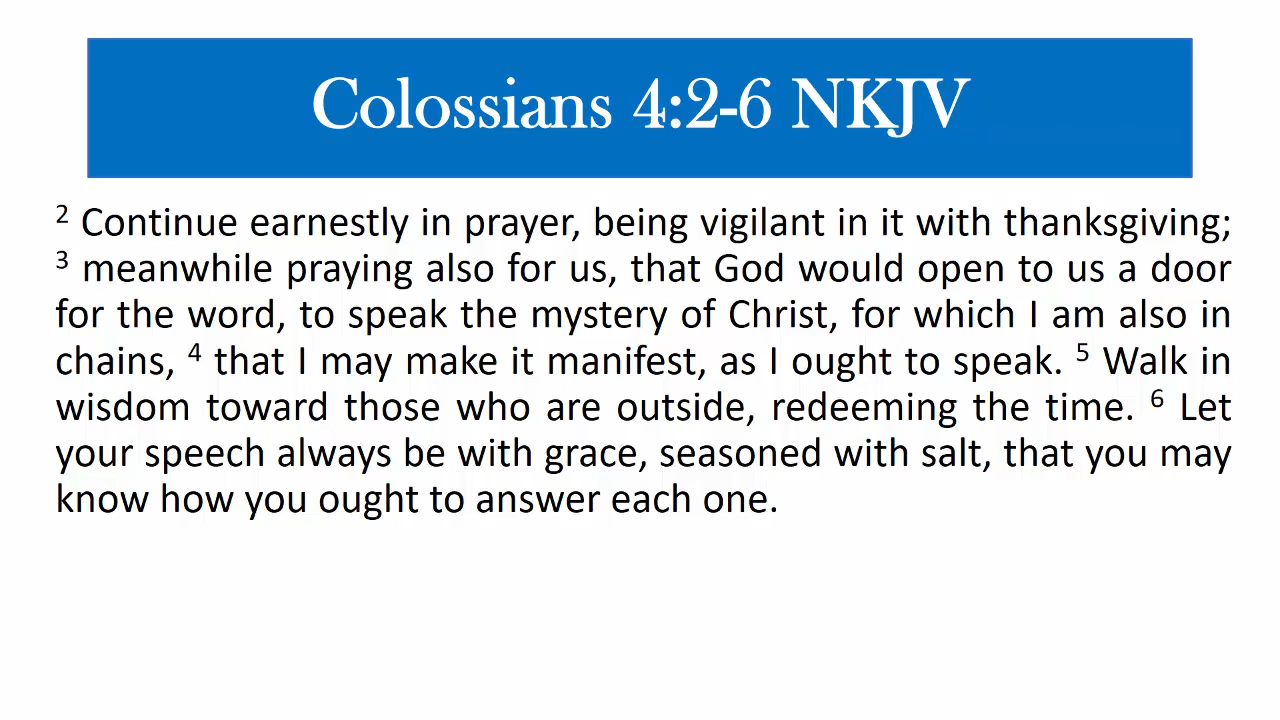 Colossians 4:2-6 NKJV
2 Continue earnestly in prayer, being vigilant in it with thanksgiving;
3 meanwhile praying also for us, that God would open to us a door
for the word, to speak the mystery of Christ, for which I am also in
chains, 4 that I may make it manifest, as I ought to speak. 5 Walk in
wisdom toward those who are outside, redeeming the time. 6 Let
your speech always be with grace, seasoned with salt, that you may
know how you ought to answer each one.